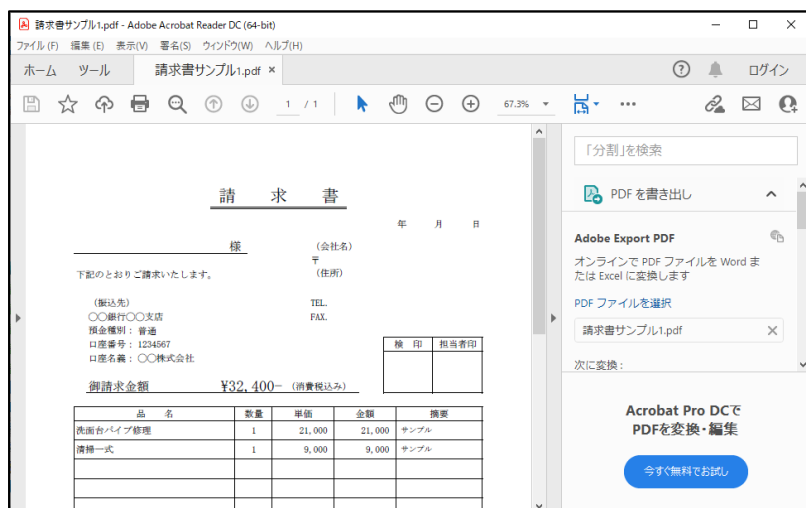 請求書サンプル1.pdf - Adobe Acrobat Reader DC (64-bit)
ファイル(F) 編集(E) 表示(V) 署名(S) ウィンドウ(W) ヘルプ(H)
ホーム ツール 請求書サンプル1.pdf × ログイン
1 / 1 67.3%
請 求 書
年 月 日
様
(会社名)
〒
(住所)
下記のとおりご請求いたします。
(振込先)
〇〇銀行〇〇支店
預金種別: 普通
口座番号: 1234567
口座名義: 〇〇株式会社
TEL.
FAX.
検 印 担当者印
御請求金額 ¥32,400- (消費税込み)
品 名 数量 単価 金額 摘要
洗面台パイプ修理 1 21,000 21,000 サンプル
清掃一式 1 9,000 9,000 サンプル
「分割」を検索
PDF を書き出し
Adobe Export PDF
オンラインで PDF ファイルを Word ま
たは Excel に変換します
PDF ファイルを選択
請求書サンプル1.pdf ×
次に変換:
Acrobat Pro DCで
PDFを変換・編集
今すぐ無料でお試し